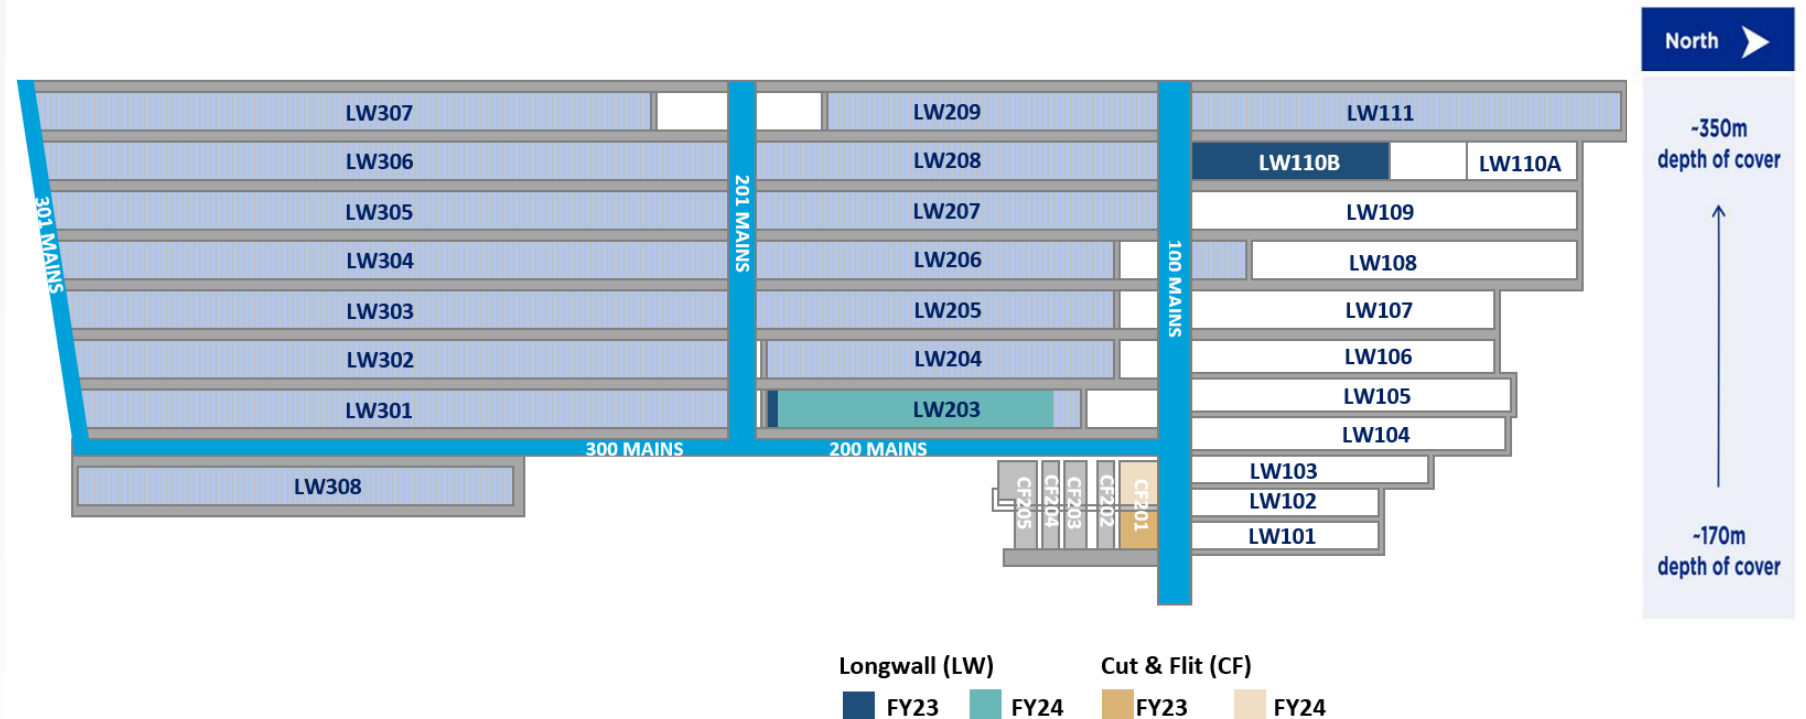 North
LW307
LW209
LW111
~350m
depth of cover
LW306
LW208
LW110B
LW110A
LW305
LW207
LW109
LW304
LW206
LW108
LW303
LW205
LW107
LW302
LW204
LW106
LW301
LW203
LW105
LW104
301 MAINS
201 MAINS
100 MAINS
300 MAINS
200 MAINS
LW308
CF205
CF204
CF203
CF202
CF201
LW103
LW102
LW101
~170m
depth of cover
Longwall (LW)
Cut & Flit (CF)
FY23
FY24
FY23
FY24